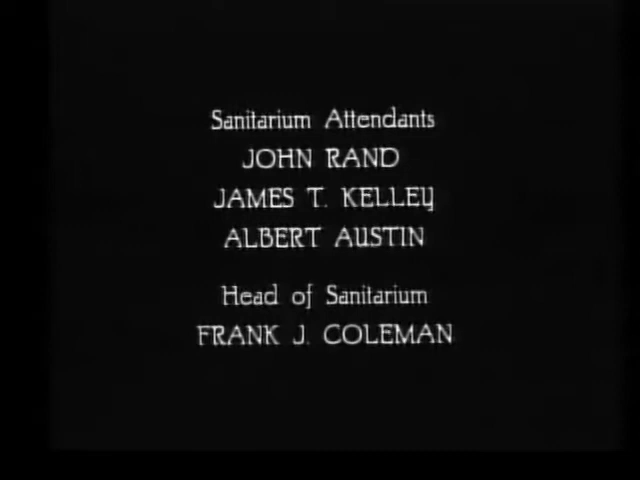 Sanitarium Attendants
JOHN RAND
JAMES T. KELLEY
ALBERT AUSTIN
Head of Sanitarium
FRANK J. COLEMAN